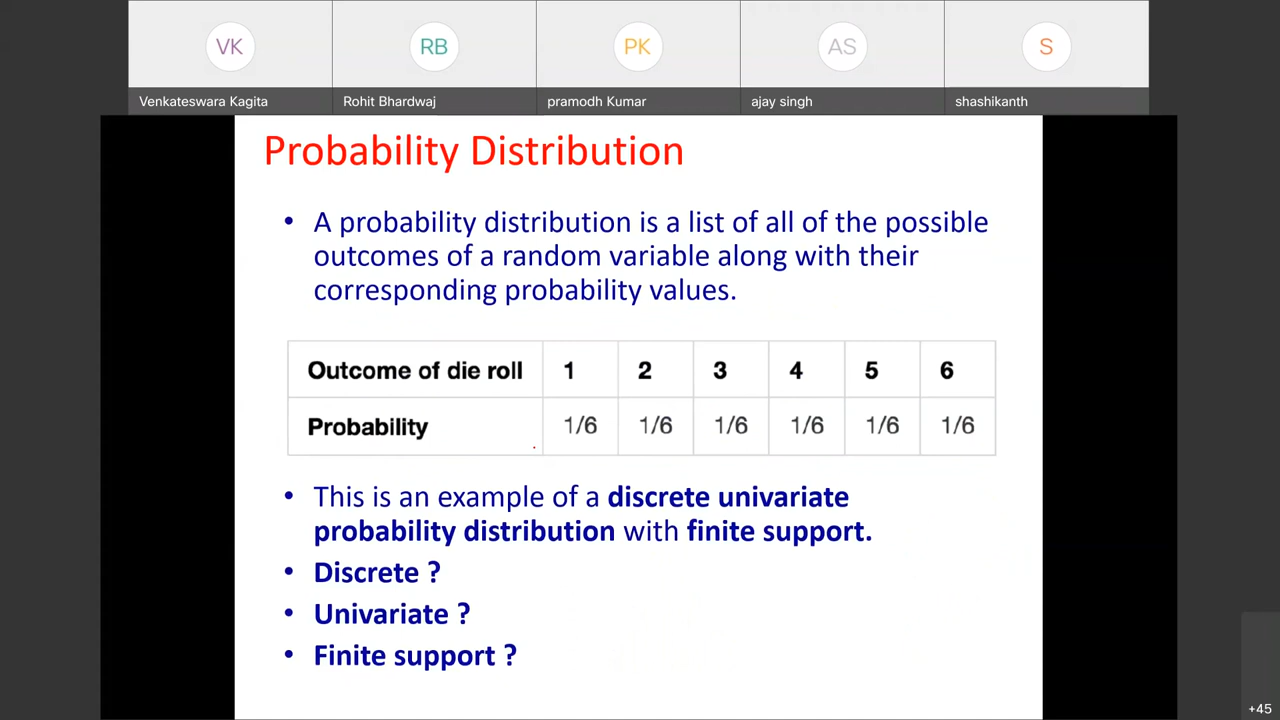 VK
RB
PK
AS
S
Venkateswara Kagita
Rohit Bhardwaj
pramodh Kumar
ajay singh
shashikanth
Probability Distribution
• A probability distribution is a list of all of the possible
outcomes of a random variable along with their
corresponding probability values.
Outcome of die roll 1 2 3 4 5 6
Probability 1/6 1/6 1/6 1/6 1/6 1/6
• This is an example of a discrete univariate
probability distribution with finite support.
• Discrete ?
• Univariate ?
• Finite support ?
+45